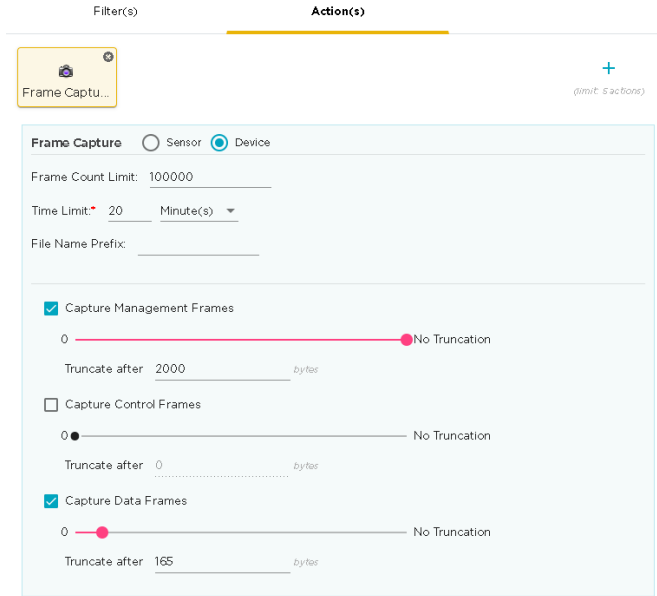 Filter(s) Action(s)
Frame Captu...
(limit: 5 actions)
Frame Capture Sensor Device
Frame Count Limit: 100000
Time Limit:* 20 Minute(s)
File Name Prefix:
Capture Management Frames
0 No Truncation
Truncate after 2000 bytes
Capture Control Frames
0 No Truncation
Truncate after 0 bytes
Capture Data Frames
0 No Truncation
Truncate after 165 bytes